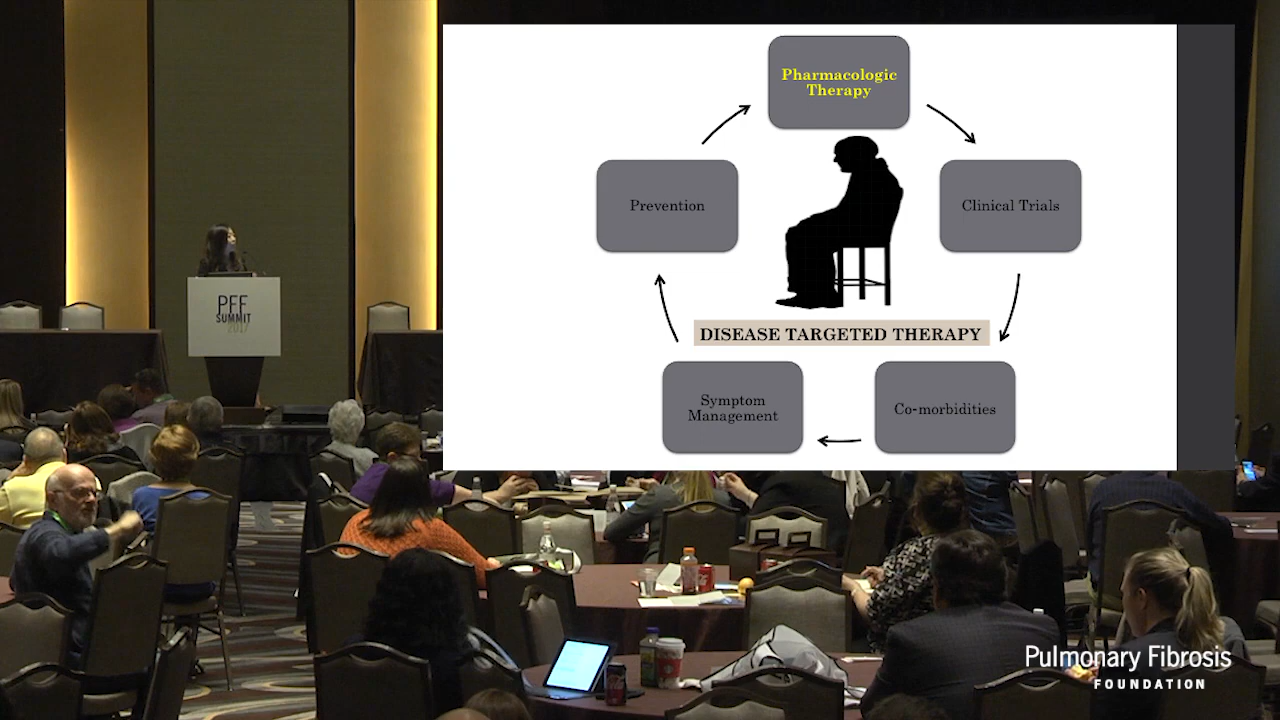 Pharmacologic
Therapy
Prevention
Clinical Trials
DISEASE TARGETED THERAPY
Symptom
Management
Co-morbidities
PFF
SUMMIT
2017
Pulmonary Fibrosis
FOUNDATION